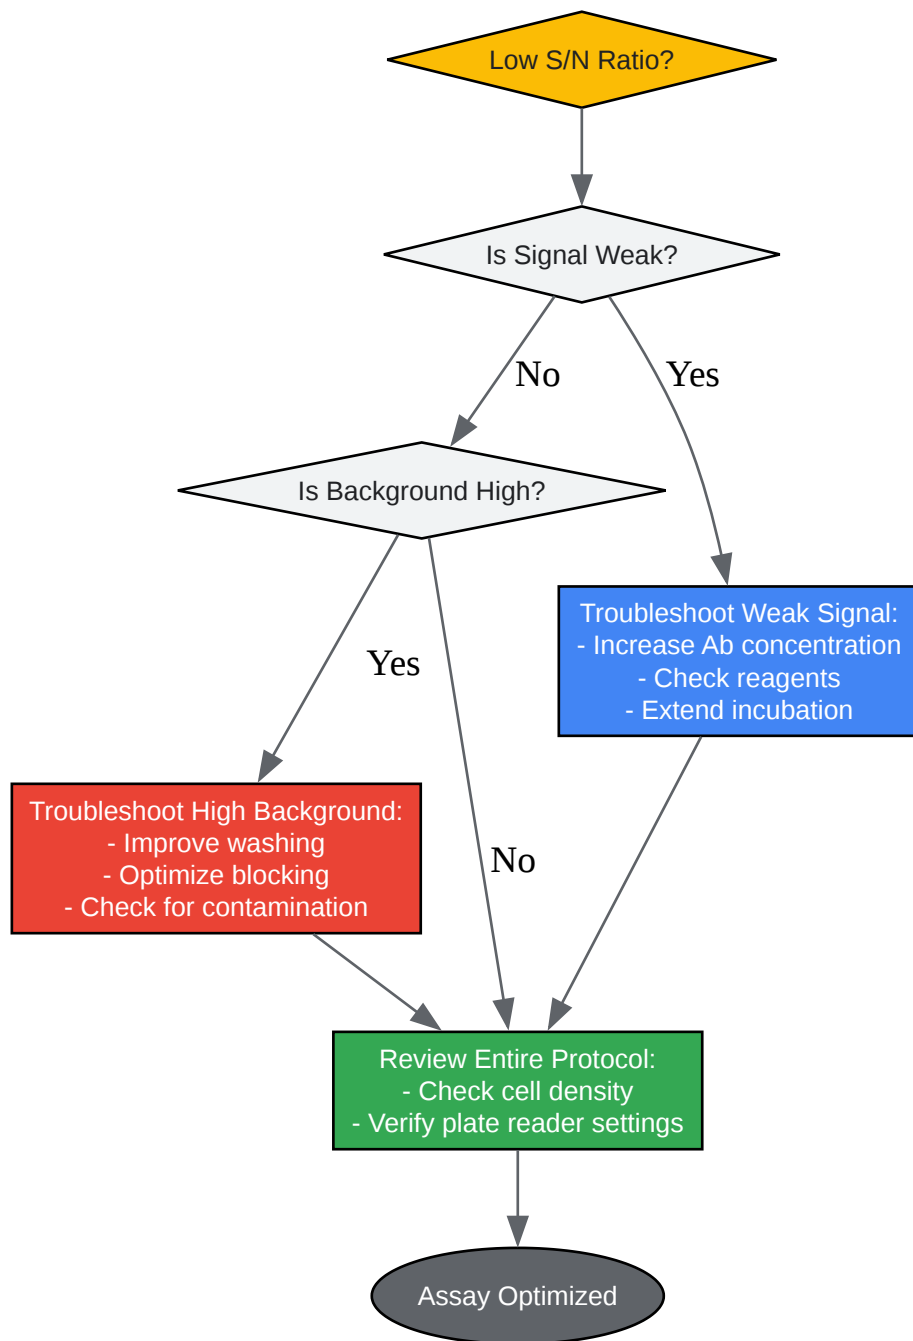 Low S/N Ratio?
Is Signal Weak?
No
Yes
Is Background High?
Troubleshoot Weak Signal:
- Increase Ab concentration
- Check reagents
- Extend incubation
Yes
Troubleshoot High Background:
- Improve washing
- Optimize blocking
- Check for contamination
No
Review Entire Protocol:
- Check cell density
- Verify plate reader settings
Assay Optimized